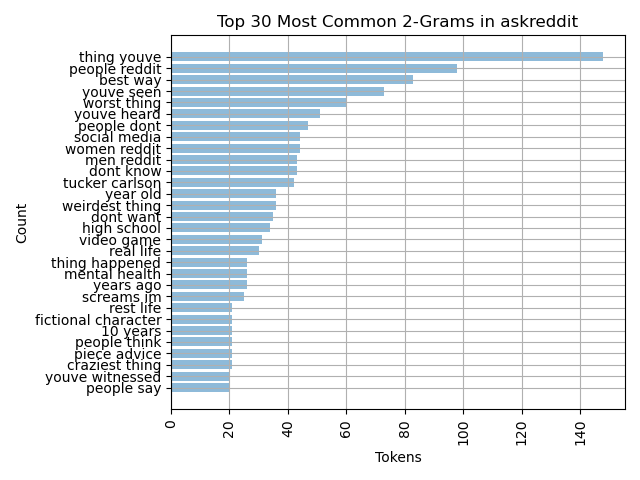 Top 30 Most Common 2-Grams in askreddit
thing youve
people reddit
best way
youve seen
worst thing
youve heard
people dont
social media
women reddit
men reddit
dont know
tucker carlson
year old
weirdest thing
dont want
high school
video game
real life
thing happened
mental health
years ago
screams im
rest life
fictional character
10 years
people think
piece advice
craziest thing
youve witnessed
people say
Count
0 20 40 60 80 100 120 140
Tokens